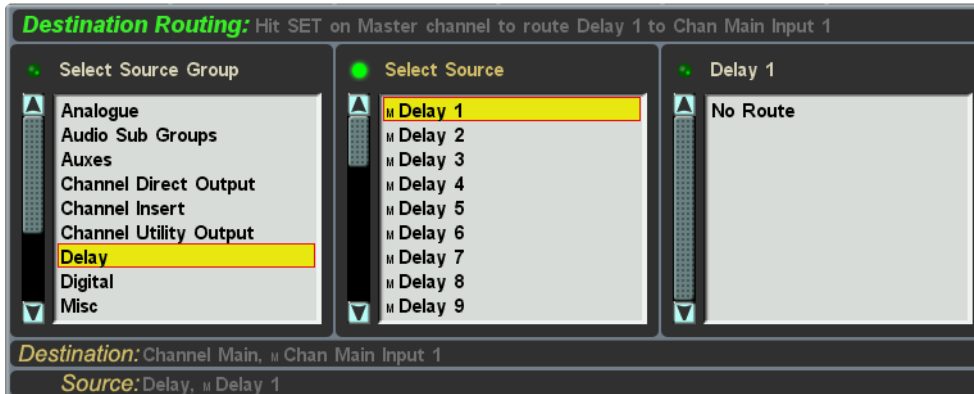 Destination Routing: Hit SET on Master channel to route Delay 1 to Chan Main Input 1
Select Source Group
Analogue
Audio Sub Groups
Auxes
Channel Direct Output
Channel Insert
Channel Utility Output
Delay
Digital
Misc
Select Source
M Delay 1
M Delay 2
M Delay 3
M Delay 4
M Delay 5
M Delay 6
M Delay 7
M Delay 8
M Delay 9
Delay 1
No Route
Destination: Channel Main, M Chan Main Input 1
Source: Delay, M Delay 1